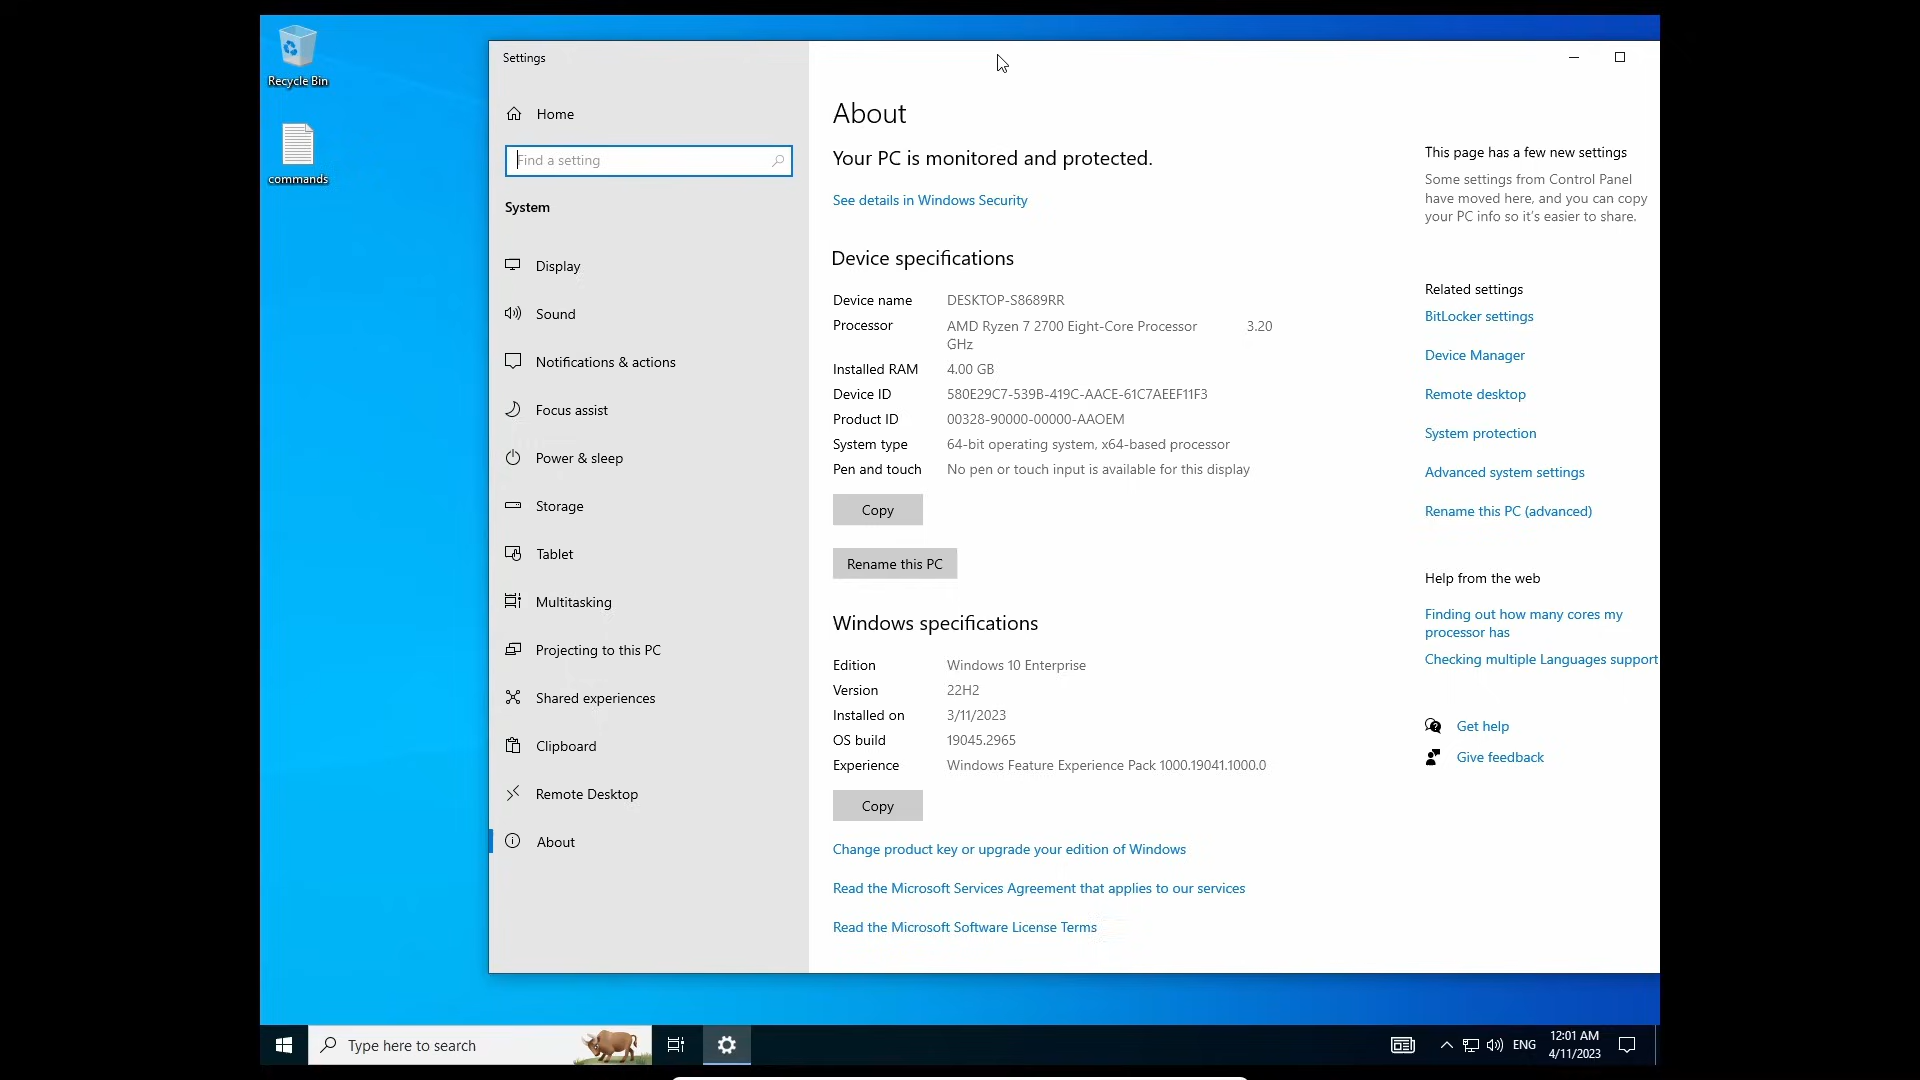 Recycle Bin
commands
Settings
Home
Find a setting
System
Display
Sound
Notifications & actions
Focus assist
Power & sleep
Storage
Tablet
Multitasking
Projecting to this PC
Shared experiences
Clipboard
Remote Desktop
About
About
Your PC is monitored and protected.
See details in Windows Security
Device specifications
Device name DESKTOP-S8689RR
Processor AMD Ryzen 7 2700 Eight-Core Processor 3.20
GHz
Installed RAM 4.00 GB
Device ID 580E29C7-539B-419C-AACE-61C7AEEF11F3
Product ID 00328-90000-00000-AAOEM
System type 64-bit operating system, x64-based processor
Pen and touch No pen or touch input is available for this display
Copy
Rename this PC
Windows specifications
Edition Windows 10 Enterprise
Version 22H2
Installed on 3/11/2023
OS build 19045.2965
Experience Windows Feature Experience Pack 1000.19041.1000.0
Copy
Change product key or upgrade your edition of Windows
Read the Microsoft Services Agreement that applies to our services
Read the Microsoft Software License Terms
This page has a few new settings
Some settings from Control Panel
have moved here, and you can copy
your PC info so it's easier to share.
Related settings
BitLocker settings
Device Manager
Remote desktop
System protection
Advanced system settings
Rename this PC (advanced)
Help from the web
Finding out how many cores my
processor has
Checking multiple Languages support
Get help
Give feedback
Type here to search
ENG
12:01 AM
4/11/2023